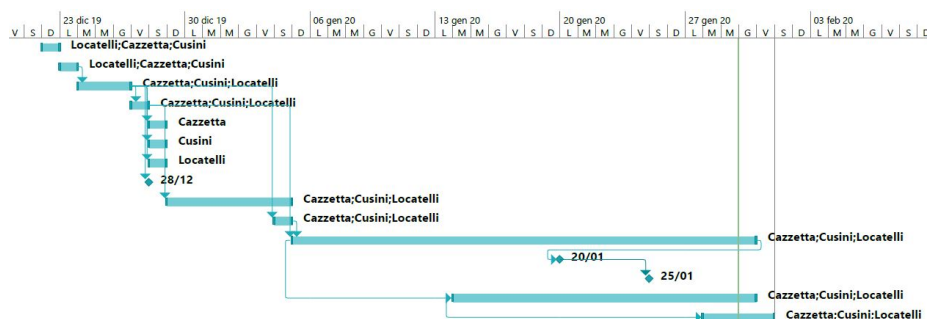 23 dic 19 30 dic 19 06 gen 20 13 gen 20 20 gen 20 27 gen 20 03 feb 20
V S D L M M G V S D L M M G V S D L M M G V S D L M M G V S D L M M G V S D L M M G V S D L M M G V S D
Locatelli;Cazzetta;Cusini
Locatelli;Cazzetta;Cusini
Cazzetta;Cusini;Locatelli
Cazzetta;Cusini;Locatelli
Cazzetta
Cusini
Locatelli
28/12
Cazzetta;Cusini;Locatelli
Cazzetta;Cusini;Locatelli
Cazzetta;Cusini;Locatelli
20/01
25/01
Cazzetta;Cusini;Locatelli
Cazzetta;Cusini;Locatelli